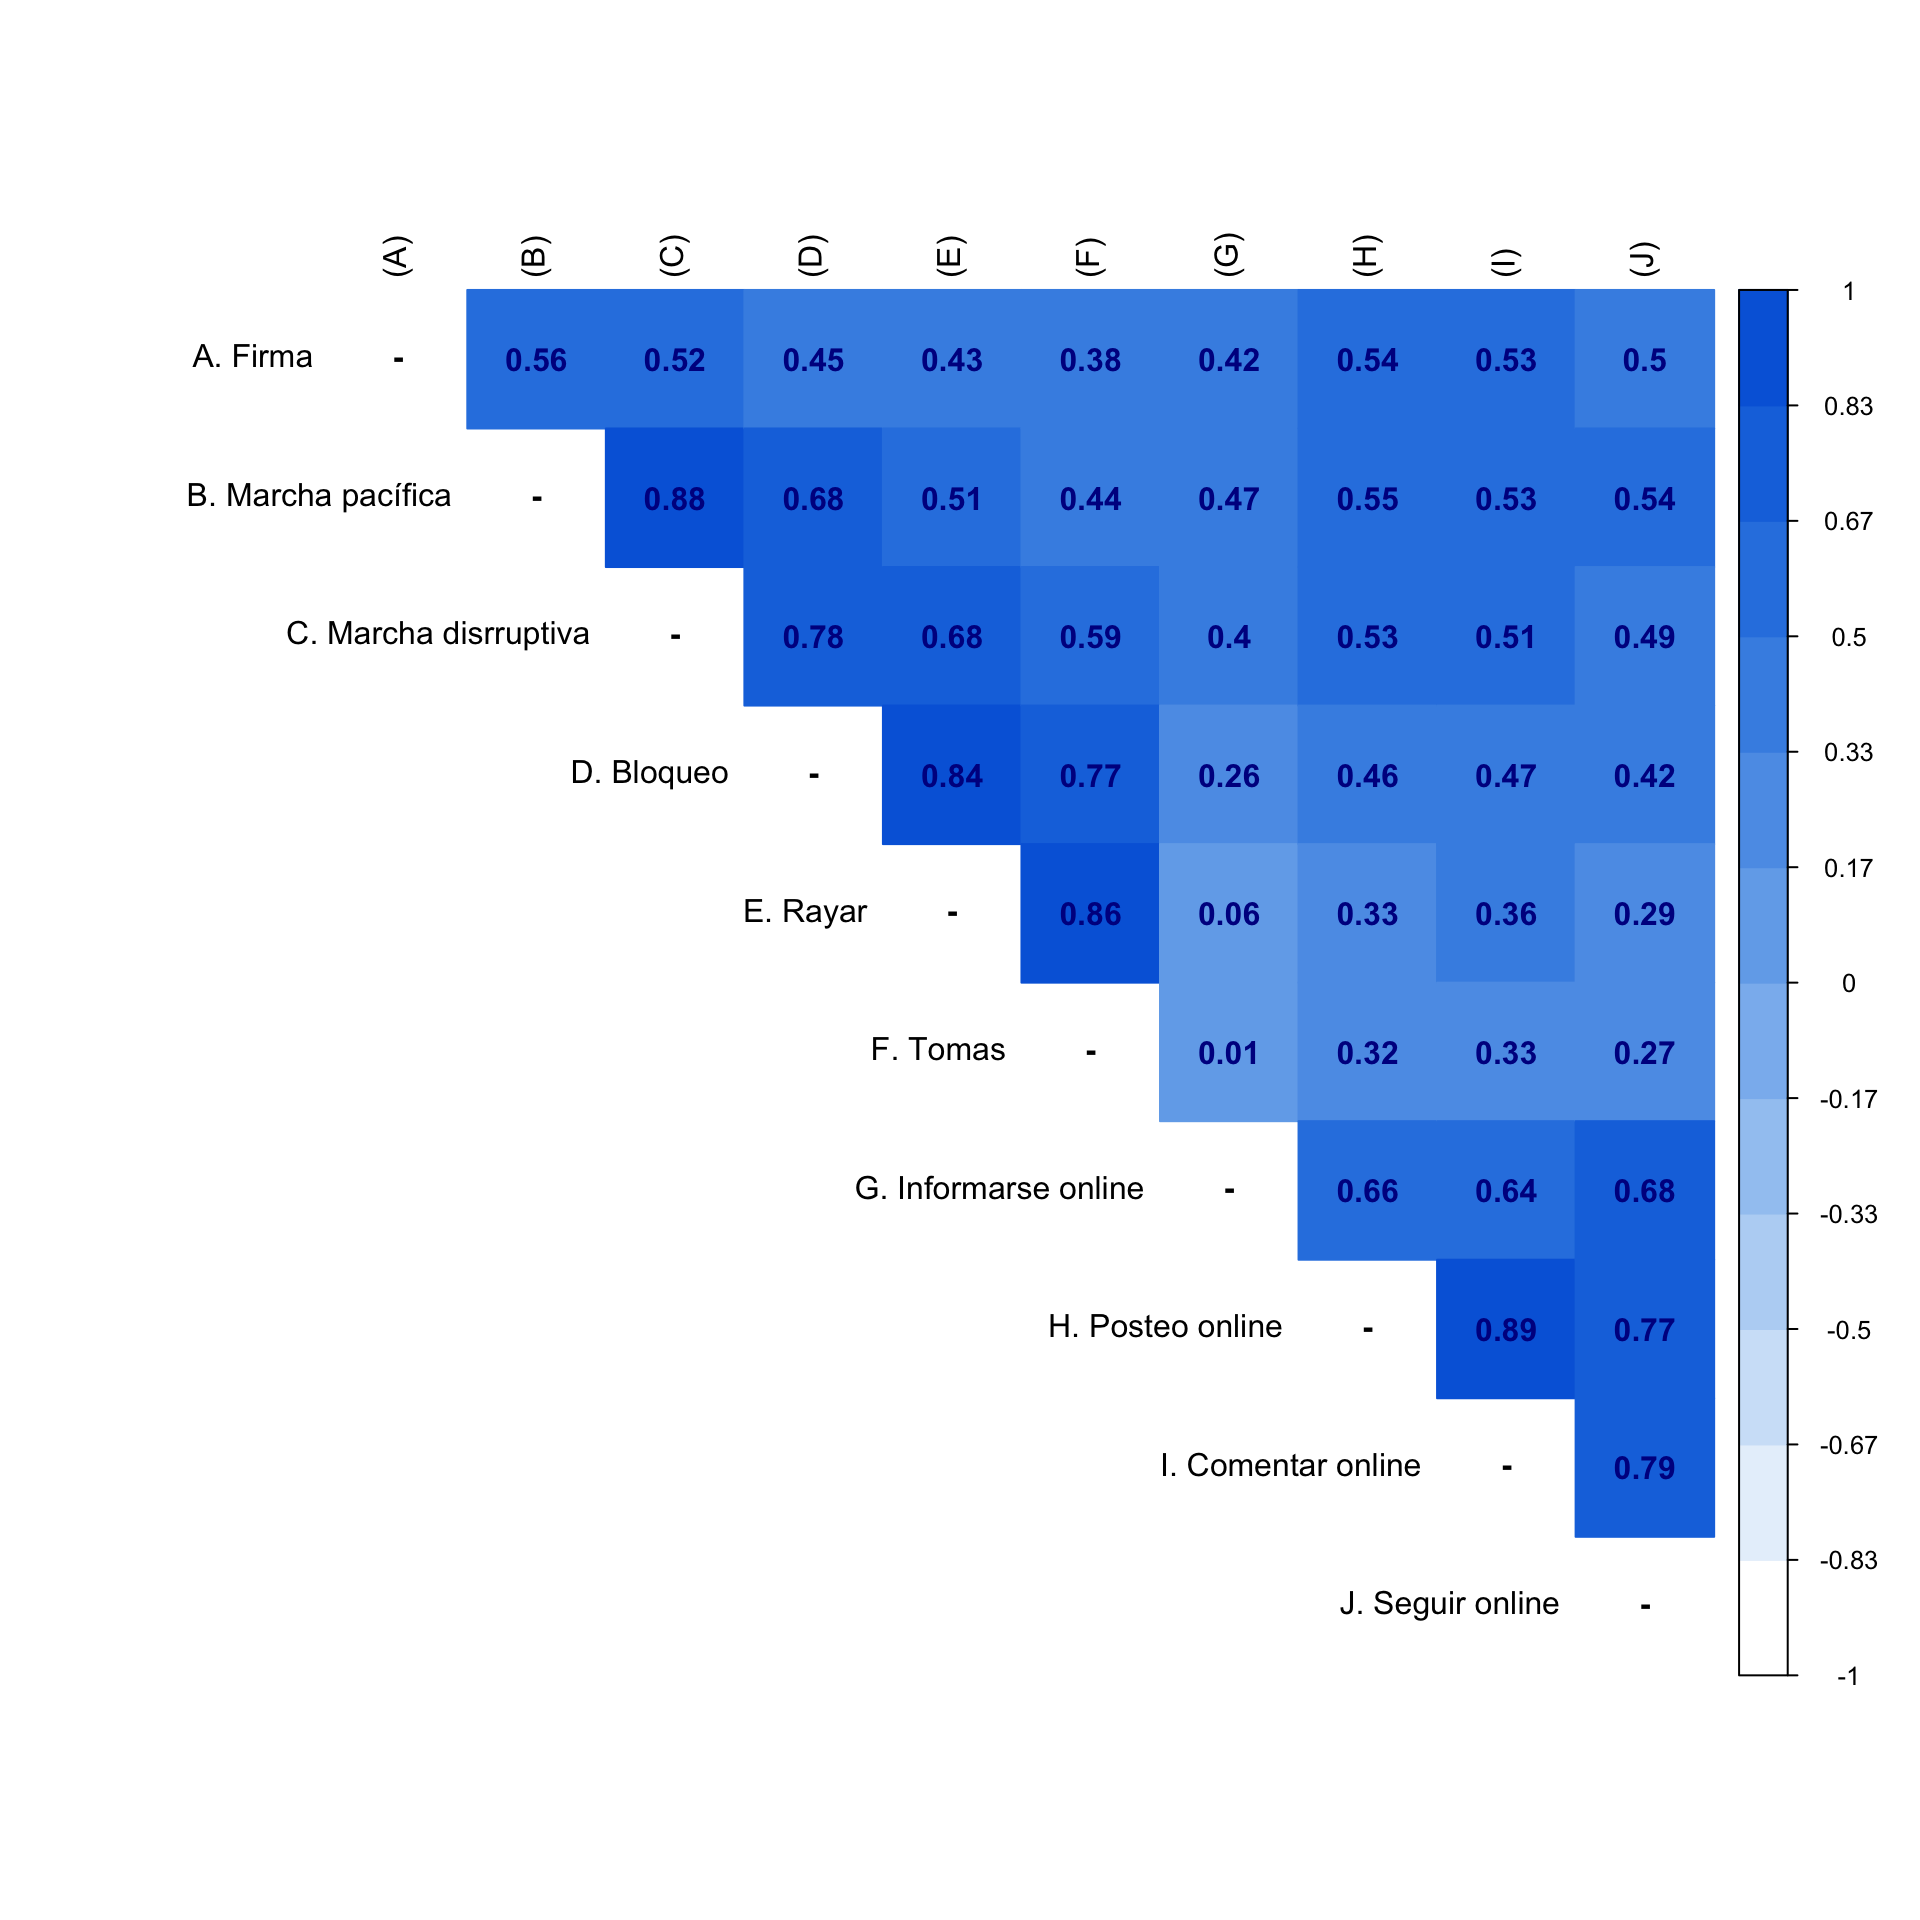 (A) (B) (C) (D) (E) (F) (G) (H) (I) (J)
A. Firma - 0.56 0.52 0.45 0.43 0.38 0.42 0.54 0.53 0.5
B. Marcha pacífica - 0.88 0.68 0.51 0.44 0.47 0.55 0.53 0.54
C. Marcha disrruptiva - 0.78 0.68 0.59 0.4 0.53 0.51 0.49
D. Bloqueo - 0.84 0.77 0.26 0.46 0.47 0.42
E. Rayar - 0.86 0.06 0.33 0.36 0.29
F. Tomas - 0.01 0.32 0.33 0.27
G. Informarse online - 0.66 0.64 0.68
H. Posteo online - 0.89 0.77
I. Comentar online - 0.79
J. Seguir online -
1
0.83
0.67
0.5
0.33
0.17
0
-0.17
-0.33
-0.5
-0.67
-0.83
-1